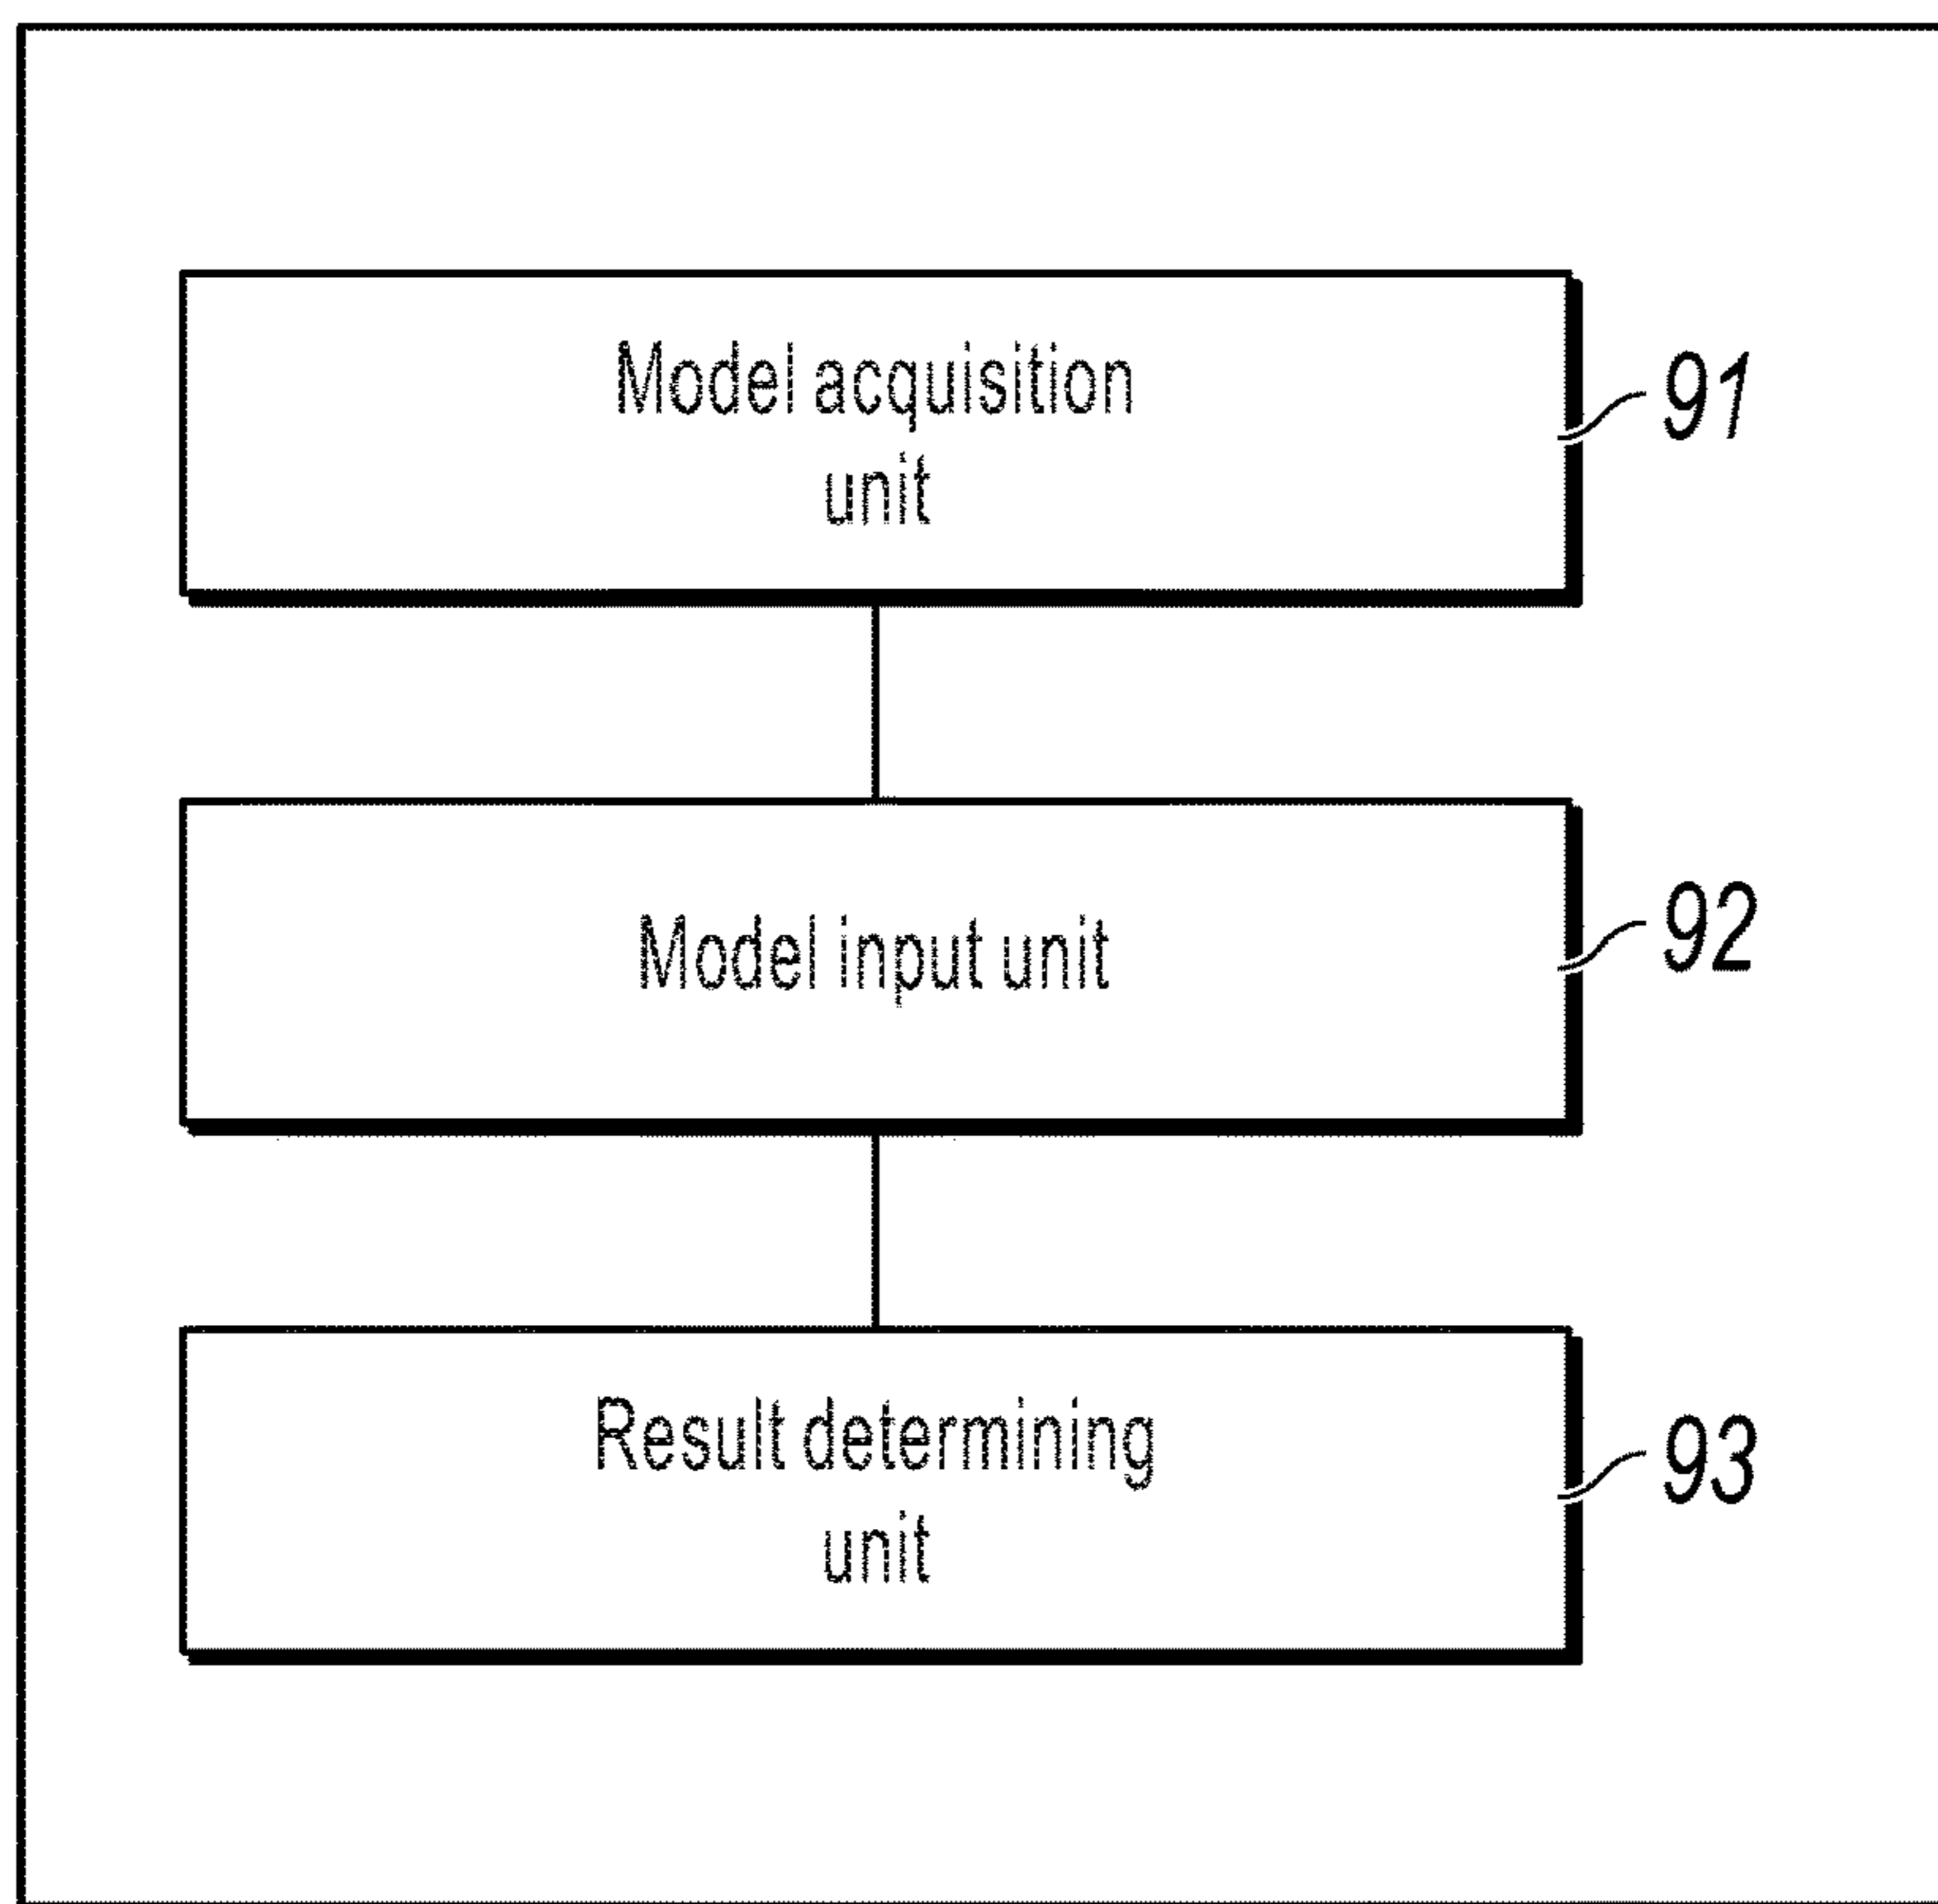 Model acquisition
unit
91
Model input unit
92
Result determining
unit
93